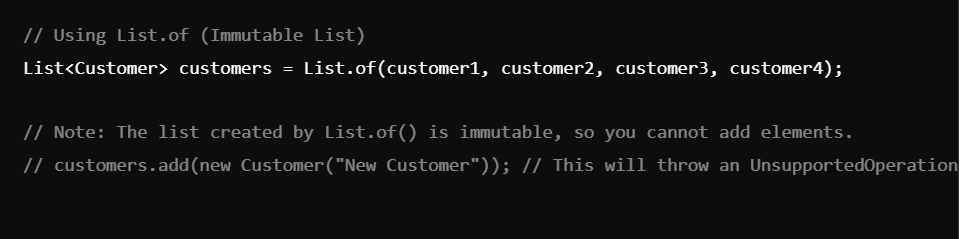 // Using List.of (Immutable List)
List<Customer> customers = List.of(customer1, customer2, customer3, customer4);
// Note: The list created by List.of() is immutable, so you cannot add elements.
// customers.add(new Customer("New Customer")); // This will throw an UnsupportedOperation